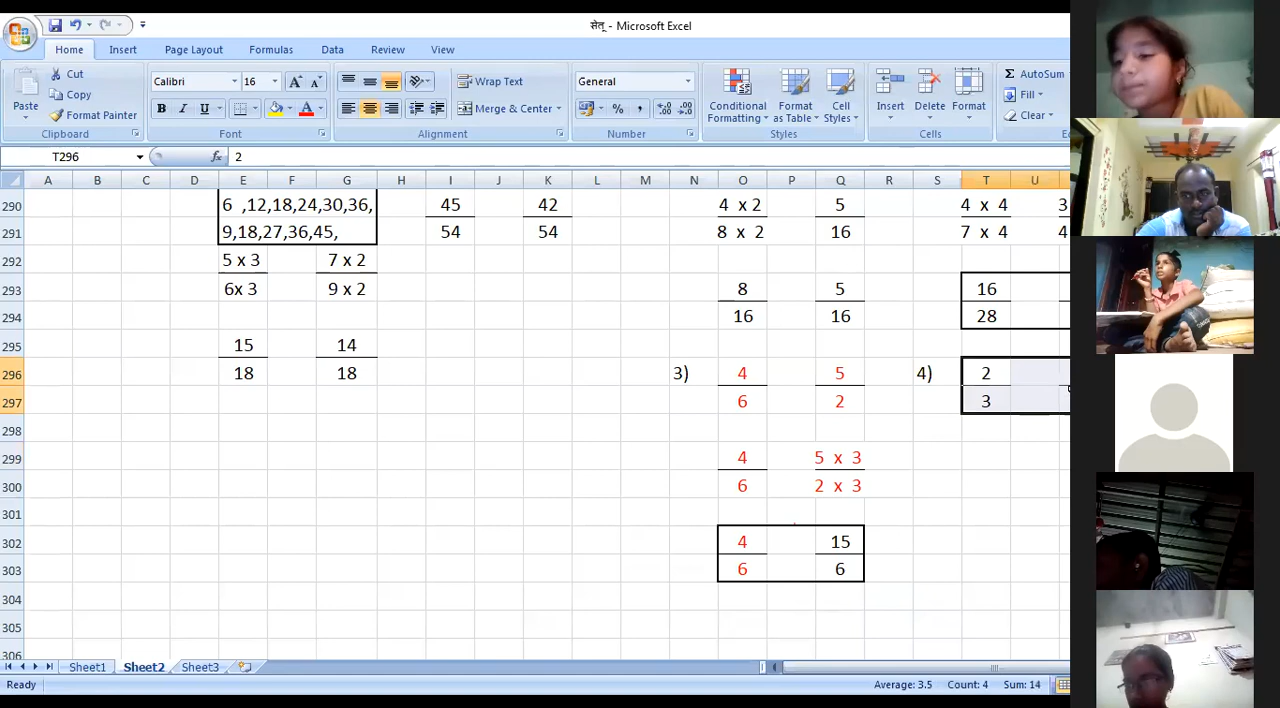 सेतू - Microsoft Excel
Home Insert Page Layout Formulas Data Review View
Cut
Copy
Format Painter
Paste
Clipboard
Calibri 16
B I U
Font
Wrap Text
Merge & Center
Alignment
General
Number
Conditional Formatting
Format as Table
Cell Styles
Styles
Insert Delete Format
Cells
Σ AutoSum
Fill
Clear
T296 fx 2
A B C D E F G H I J K L M N O P Q R S T U
290 6 ,12,18,24,30,36, 45 42 4 x 2 5 4 x 4 3
291 9,18,27,36,45, 54 54 8 x 2 16 7 x 4 4
292 5 x 3 7 x 2
293 6x 3 9 x 2 8 5 16
294 16 16 28
295 15 14
296 18 18 3) 4 5 4) 2
297 6 2 3
298
299 4 5 x 3
300 6 2 x 3
301
302 4 15
303 6 6
304
305
306
Sheet1 Sheet2 Sheet3
Ready Average: 3.5 Count: 4 Sum: 14